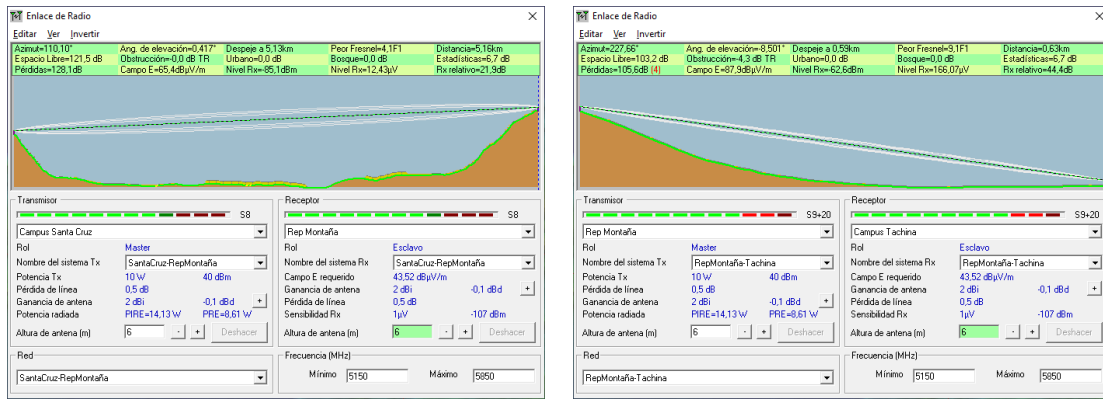 Enlace de Radio
Editar Ver Invertir
Azimut=110,10° Ang. de elevación=0,417° Despeje a 5,13km Peor Fresnel=4,1F1 Distancia=5,16km
Espacio Libre=121,5 dB Obstrucción=-0,0 dB TR Urbano=0,0 dB Bosque=0,0 dB Estadísticas=6,7 dB
Pérdidas=128,1dB Campo E=65,4dBµV/m Nivel Rx=-85,1dBm Nivel Rx=12,43µV Rx relativo=21,9dB
Transmisor
S8
Campus Santa Cruz
Rol Master
Nombre del sistema Tx SantaCruz-RepMontaña
Potencia Tx 10 W 40 dBm
Pérdida de línea 0,5 dB
Ganancia de antena 2 dBi -0,1 dBd +
Potencia radiada PIRE=14,13 W PRE=8,61 W
Altura de antena (m) 6 - + Deshacer
Red
SantaCruz-RepMontaña
Receptor
S8
Rep Montaña
Rol Esclavo
Nombre del sistema Rx SantaCruz-RepMontaña
Campo E requerido 43,52 dBµV/m
Ganancia de antena 2 dBi -0,1 dBd +
Pérdida de línea 0,5 dB
Sensibilidad Rx 1µV -107 dBm
Altura de antena (m) 6 - + Deshacer
Frecuencia (MHz)
Mínimo 5150 Máximo 5850
Enlace de Radio
Editar Ver Invertir
Azimut=227,66° Ang. de elevación=-8,501° Despeje a 0,59km Peor Fresnel=9,1F1 Distancia=0,63km
Espacio Libre=103,2 dB Obstrucción=-4,3 dB TR Urbano=0,0 dB Bosque=0,0 dB Estadísticas=6,7 dB
Pérdidas=105,6dB (4) Campo E=87,9dBµV/m Nivel Rx=-62,6dBm Nivel Rx=166,07µV Rx relativo=44,4dB
Transmisor
S9+20
Rep Montaña
Rol Master
Nombre del sistema Tx RepMontaña-Tachina
Potencia Tx 10 W 40 dBm
Pérdida de línea 0,5 dB
Ganancia de antena 2 dBi -0,1 dBd +
Potencia radiada PIRE=14,13 W PRE=8,61 W
Altura de antena (m) 6 - + Deshacer
Red
RepMontaña-Tachina
Receptor
S9+20
Campus Tachina
Rol Esclavo
Nombre del sistema Rx RepMontaña-Tachina
Campo E requerido 43,52 dBµV/m
Ganancia de antena 2 dBi -0,1 dBd +
Pérdida de línea 0,5 dB
Sensibilidad Rx 1µV -107 dBm
Altura de antena (m) 6 - + Deshacer
Frecuencia (MHz)
Mínimo 5150 Máximo 5850